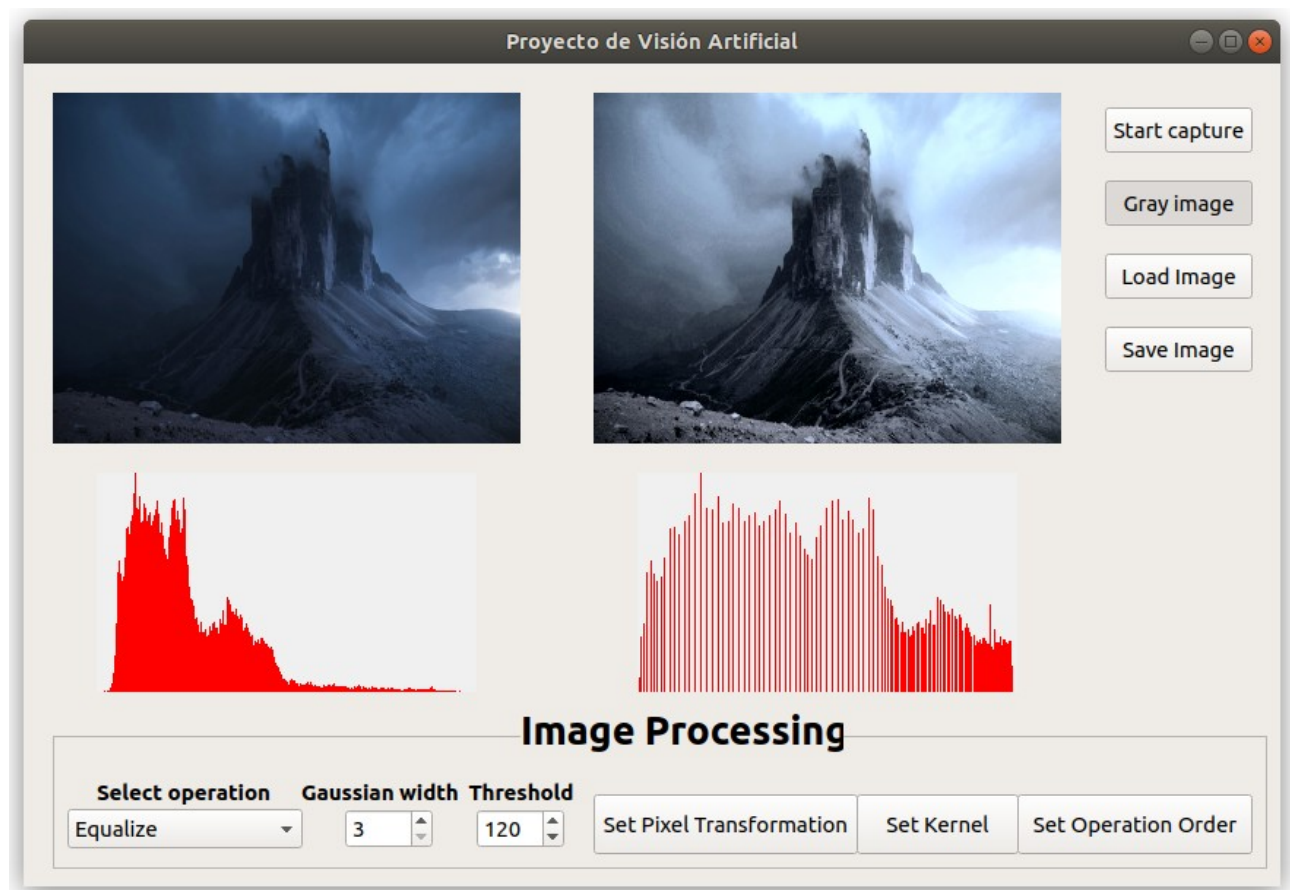 Proyecto de Visión Artificial
Start capture
Gray image
Load Image
Save Image
Image Processing
Select operation Gaussian width Threshold
Equalize 3 120 Set Pixel Transformation Set Kernel Set Operation Order